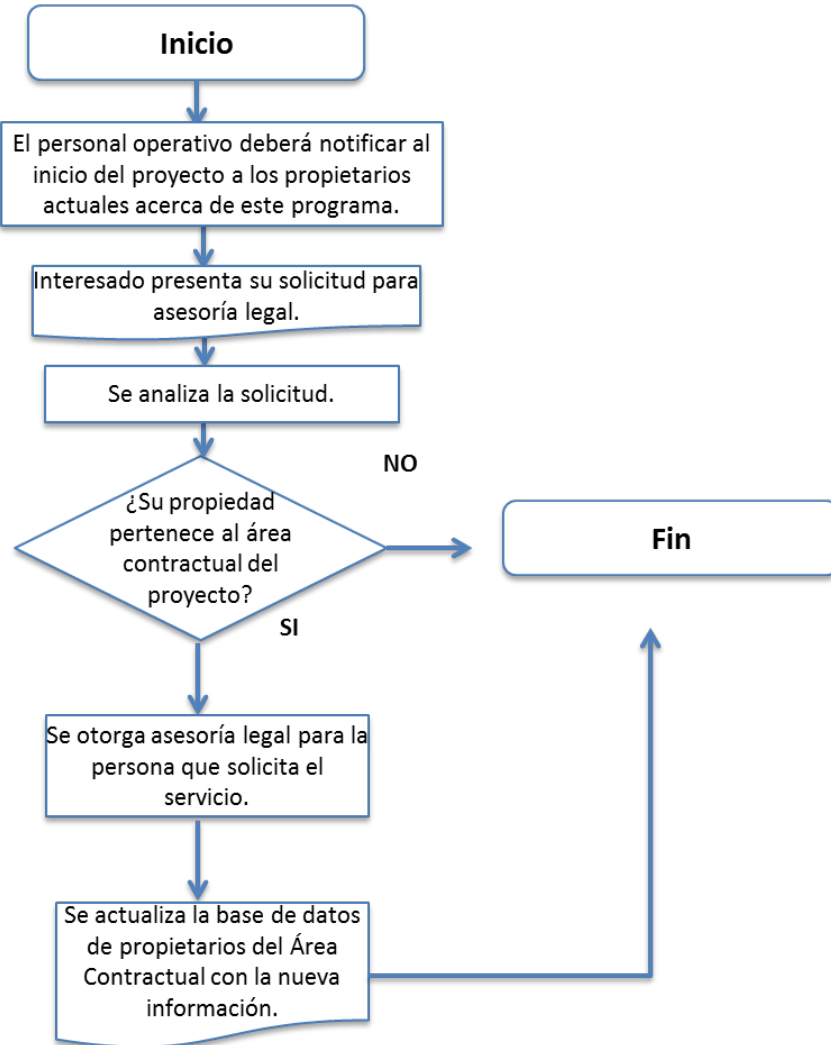 Inicio
El personal operativo deberá notificar al
inicio del proyecto a los propietarios
actuales acerca de este programa.
Interesado presenta su solicitud para
asesoría legal.
Se analiza la solicitud.
¿Su propiedad
pertenece al área
contractual del
proyecto?
NO
Fin
SI
Se otorga asesoría legal para la
persona que solicita el
servicio.
Se actualiza la base de datos
de propietarios del Área
Contractual con la nueva
información.